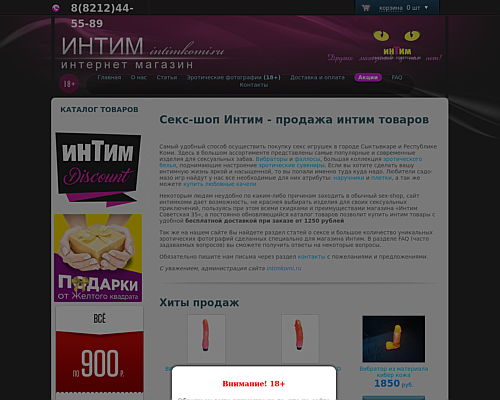 8(8212)44-55-89
корзина 0 шт
ИНТИМ intimkomi.ru
интернет магазин
ИНТИМ
18+
Главная О нас Статьи Эротические фотографии (18+) Доставка и оплата Акции FAQ
Контакты
КАТАЛОГ ТОВАРОВ
ИНТИМ
Discount
ПОДАРКИ
от Желтого квадрата
ВСЁ
ПО 900 Р.
Секс-шоп Интим - продажа интим товаров
Самый удобный способ осуществить покупку секс игрушек в городе Сыктывкаре и Республике
Коми. Здесь в большом ассортименте представлены самые популярные и современные
изделия для сексуальных забав. Вибраторы и фаллосы, большая коллекция эротического
белья, поднимающие настроение эротические сувениры. Если вы хотите сделать вашу
интимную жизнь яркой и насыщенной, то вы попали именно туда куда надо. Любители садо-
мазо игр найдут у нас все необходимые для них атрибуты: наручники и плетки, а так же
можете купить любовные качели
Некоторым людям неудобно по каким-либо причинам заходить в обычный sex-shop, сайт
интимкоми дает возможность, не краснея выбирать изделия для своих сексуальных
приключений, пользуясь при этом всеми скидками и преимуществами магазина «Интим
Советская 35», а постоянно обновляющийся каталог товаров позволит купить интим товары с
удобной бесплатной доставкой при заказе от 1250 рублей
Так же на нашем сайте Вы найдете раздел статей о сексе и большое количество уникальных
эротических фотографий сделанных специально для магазина Интим. В разделе FAQ (часто
задаваемых вопросов) вы сможете получить ответы на некоторые вопросы.
Обязательно пишите нам письма через раздел контакты с пожеланиями и предложениями.
С уважением, администрация сайта intimkomi.ru
Хиты продаж
Вибратор из материала
кибер кожа
1850 руб.
Внимание! 18+